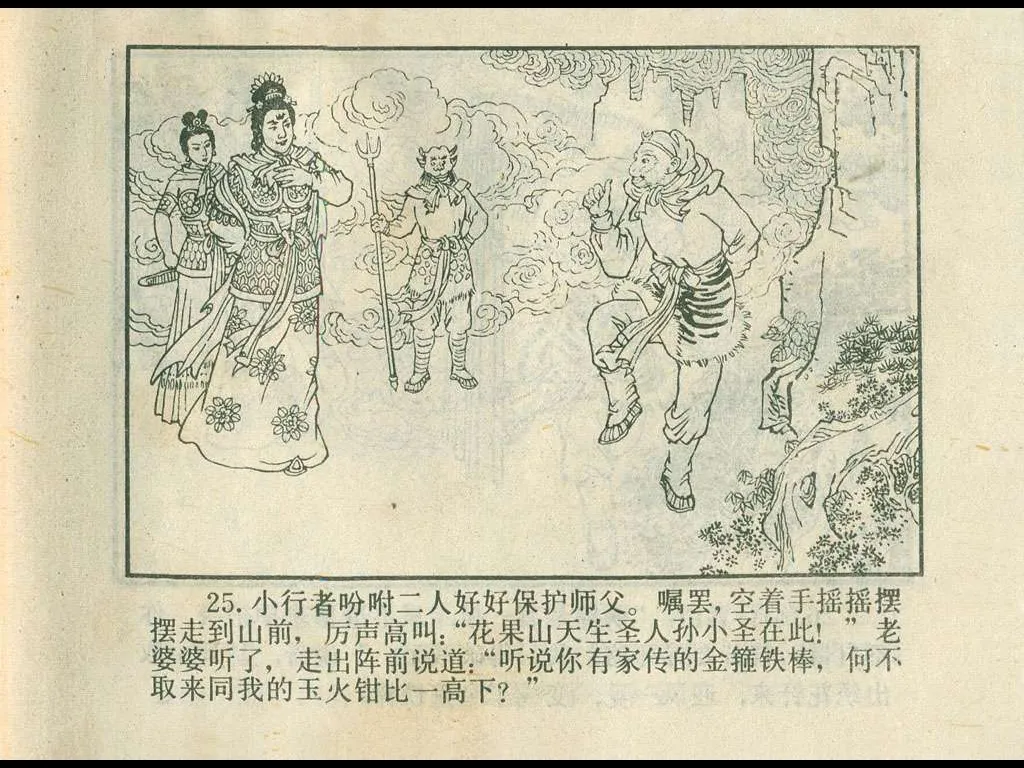 25. 小行者吩咐二人好好保护师父。嘱罢，空着手摇摇摆
摆走到山前，厉声高叫：“花果山天生圣人孙小圣在此！”老
婆婆听了，走出阵前说道：“听说你有家传的金箍铁棒，何不
取来同我的玉火钳比一高下？”